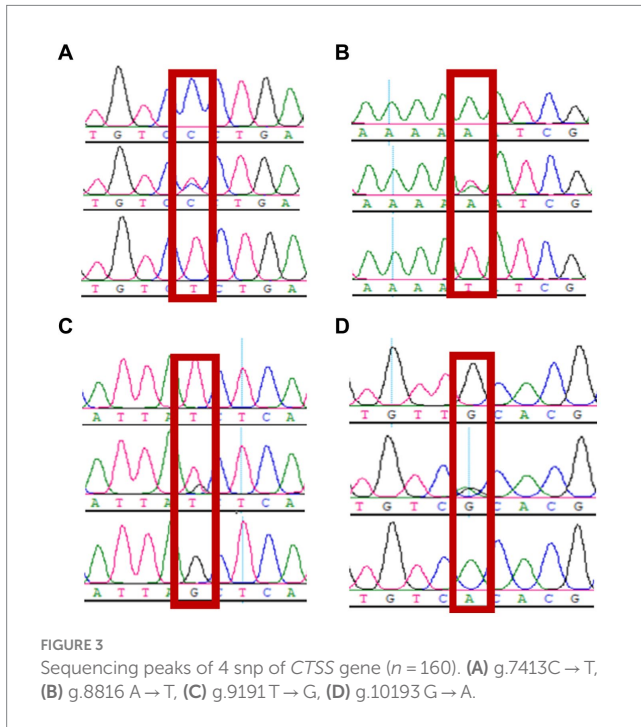 A
T G T C C C T G A
T G T C C C T G A
T G T C T C T G A
B
A A A A A A T C G
A A A A A A T C G
A A A A T A T C G
C
A T T A T C T C A
A T T A T C T C A
A T T A G C T C A
D
T G T T G C A C G
T G T C G C A C G
T G T C A C A C G
FIGURE 3
Sequencing peaks of 4 snp of CTSS gene (n = 160). (A) g.7413C → T,
(B) g.8816 A → T, (C) g.9191 T → G, (D) g.10193 G → A.